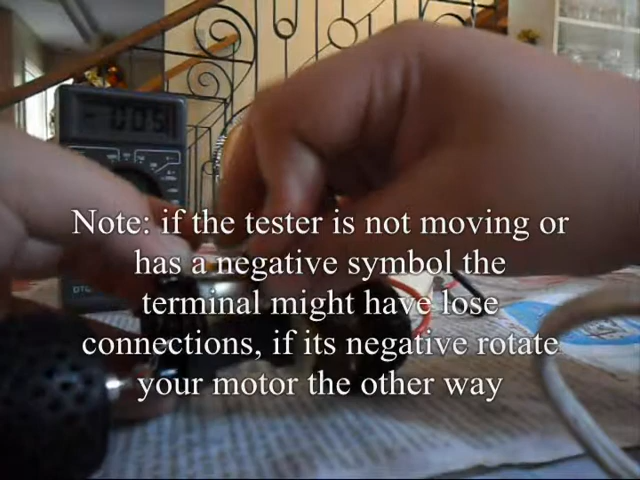 - 005
Note: if the tester is not moving or
has a negative symbol the
terminal might have lose
connections, if its negative rotate
your motor the other way